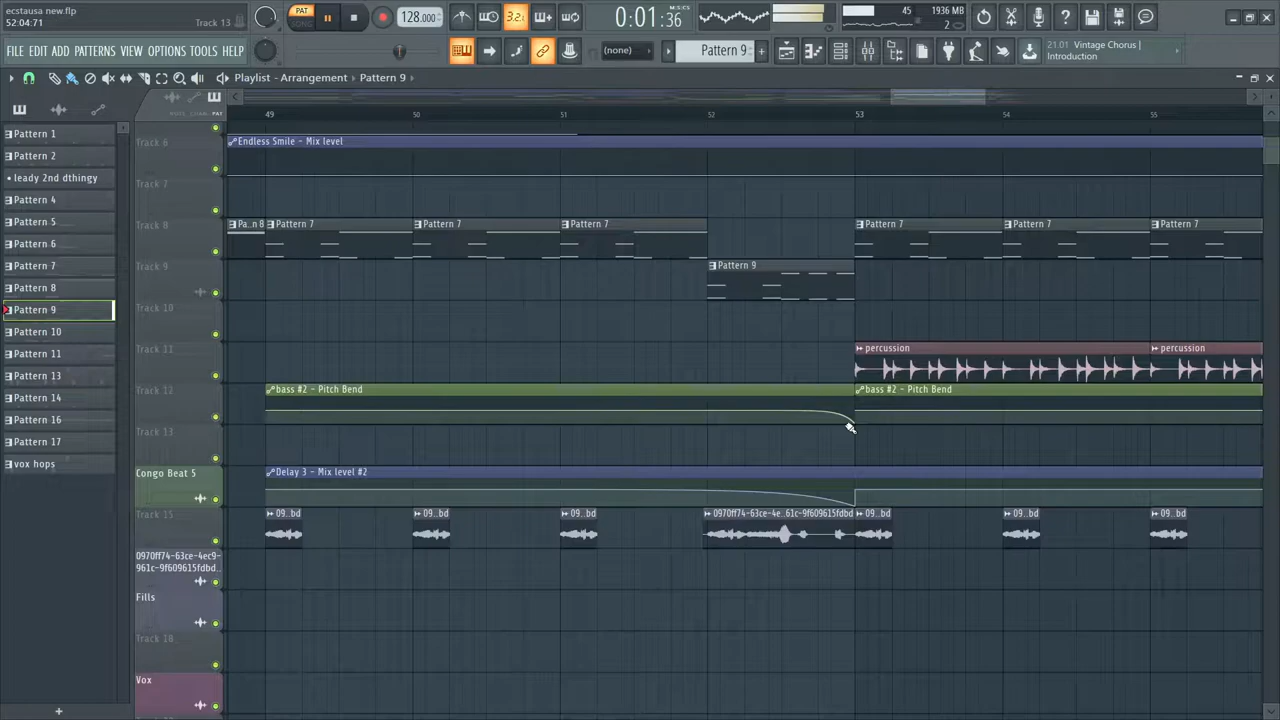 ecstausa new.flp
52:04:71
Track 13
PAT
SONG
128.000
3.2.
0:01:36
M:S:CS
45
1936 MB
2
FILE EDIT ADD PATTERNS VIEW OPTIONS TOOLS HELP
(none)
Pattern 9
21.01 Vintage Chorus |
Introduction
Playlist - Arrangement ▸ Pattern 9 ▸
NOTE CHAN PAT
49 50 51 52 53 54 55
Pattern 1
Pattern 2
leady 2nd dthingy
Pattern 4
Pattern 5
Pattern 6
Pattern 7
Pattern 8
Pattern 9
Pattern 10
Pattern 11
Pattern 13
Pattern 14
Pattern 16
Pattern 17
vox hops
Track 6
Endless Smile - Mix level
Track 7
Track 8
Pa..n 8 Pattern 7 Pattern 7 Pattern 7 Pattern 7 Pattern 7 Pattern 7
Track 9
Pattern 9
Track 10
Track 11
percussion percussion
Track 12
bass #2 - Pitch Bend bass #2 - Pitch Bend
Track 13
Congo Beat 5
Delay 3 - Mix level #2
Track 15
09..bd 09..bd 09..bd 0970ff74-63ce-4e..61c-9f609615fdbd 09..bd 09..bd 09..bd
0970ff74-63ce-4ec9-
961c-9f609615fdbd..
Fills
Track 18
Vox